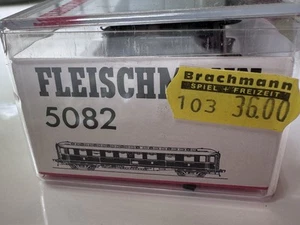 FLEISCHM
5082
Brachmann
SPIEL + FREIZEIT
103 36.00